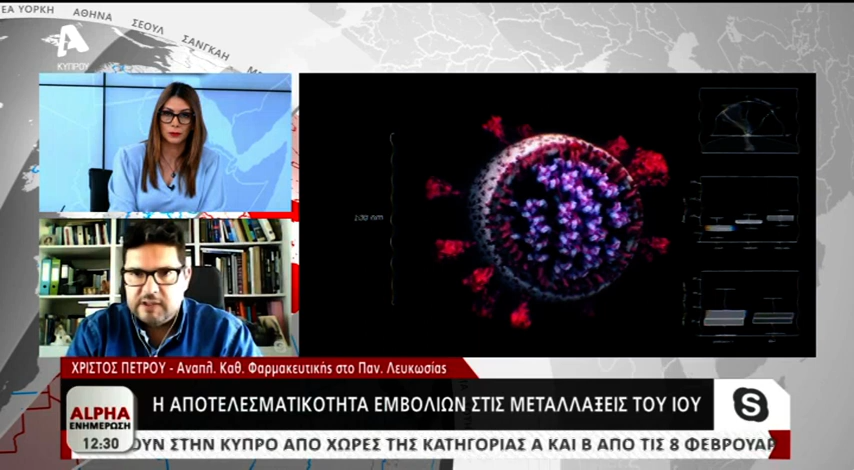 ΕΑ ΥΟΡΚΗ
ΑΘΗΝΑ
ΣΕΟΥΛ
ΣΑΝΓΚΑΗ
ΚΥΠΡΟΥ
ΧΡΙΣΤΟΣ ΠΕΤΡΟΥ - Αναπλ. Καθ. Φαρμακευτικής στο Παν. Λευκωσίας
Η ΑΠΟΤΕΛΕΣΜΑΤΙΚΟΤΗΤΑ ΕΜΒΟΛΙΩΝ ΣΤΙΣ ΜΕΤΑΛΛΑΞΕΙΣ ΤΟΥ ΙΟΥ
ALPHA
ΕΝΗΜΕΡΩΣΗ
12:30
ΟΥΝ ΣΤΗΝ ΚΥΠΡΟ ΑΠΟ ΧΩΡΕΣ ΤΗΣ ΚΑΤΗΓΟΡΙΑΣ Α ΚΑΙ Β ΑΠΟ ΤΙΣ 8 ΦΕΒΡΟΥΑΡ